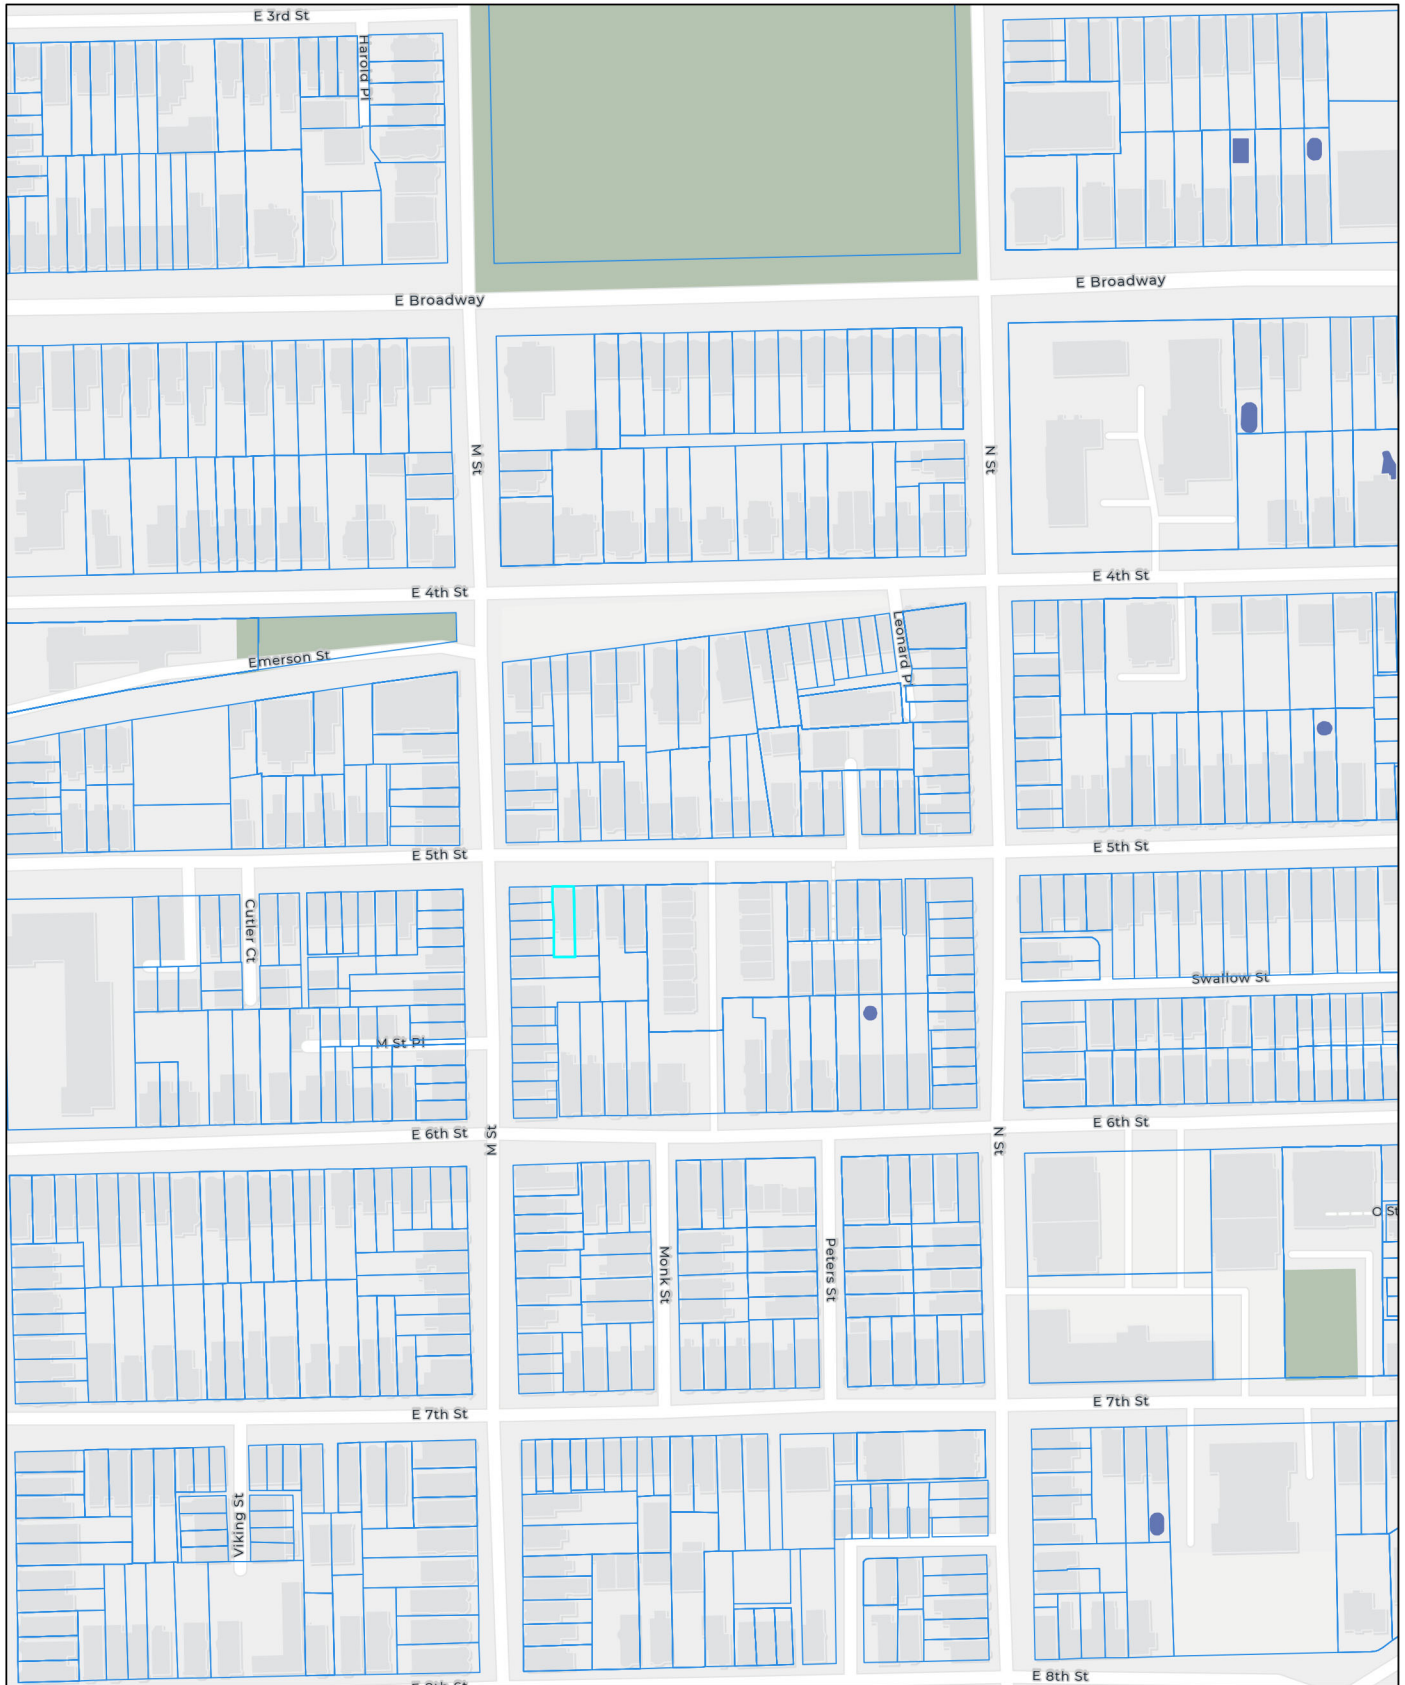 E 3rd St
Harold Pl
E Broadway
E Broadway
M St
N St
E 4th St
E 4th St
Leonard Pl
Emerson St
E 5th St
E 5th St
Cutler Ct
Swallow St
M St Pl
E 6th St
E 6th St
M St
N St
O St
Monk St
Peters St
E 7th St
E 7th St
Viking St
E 8th St